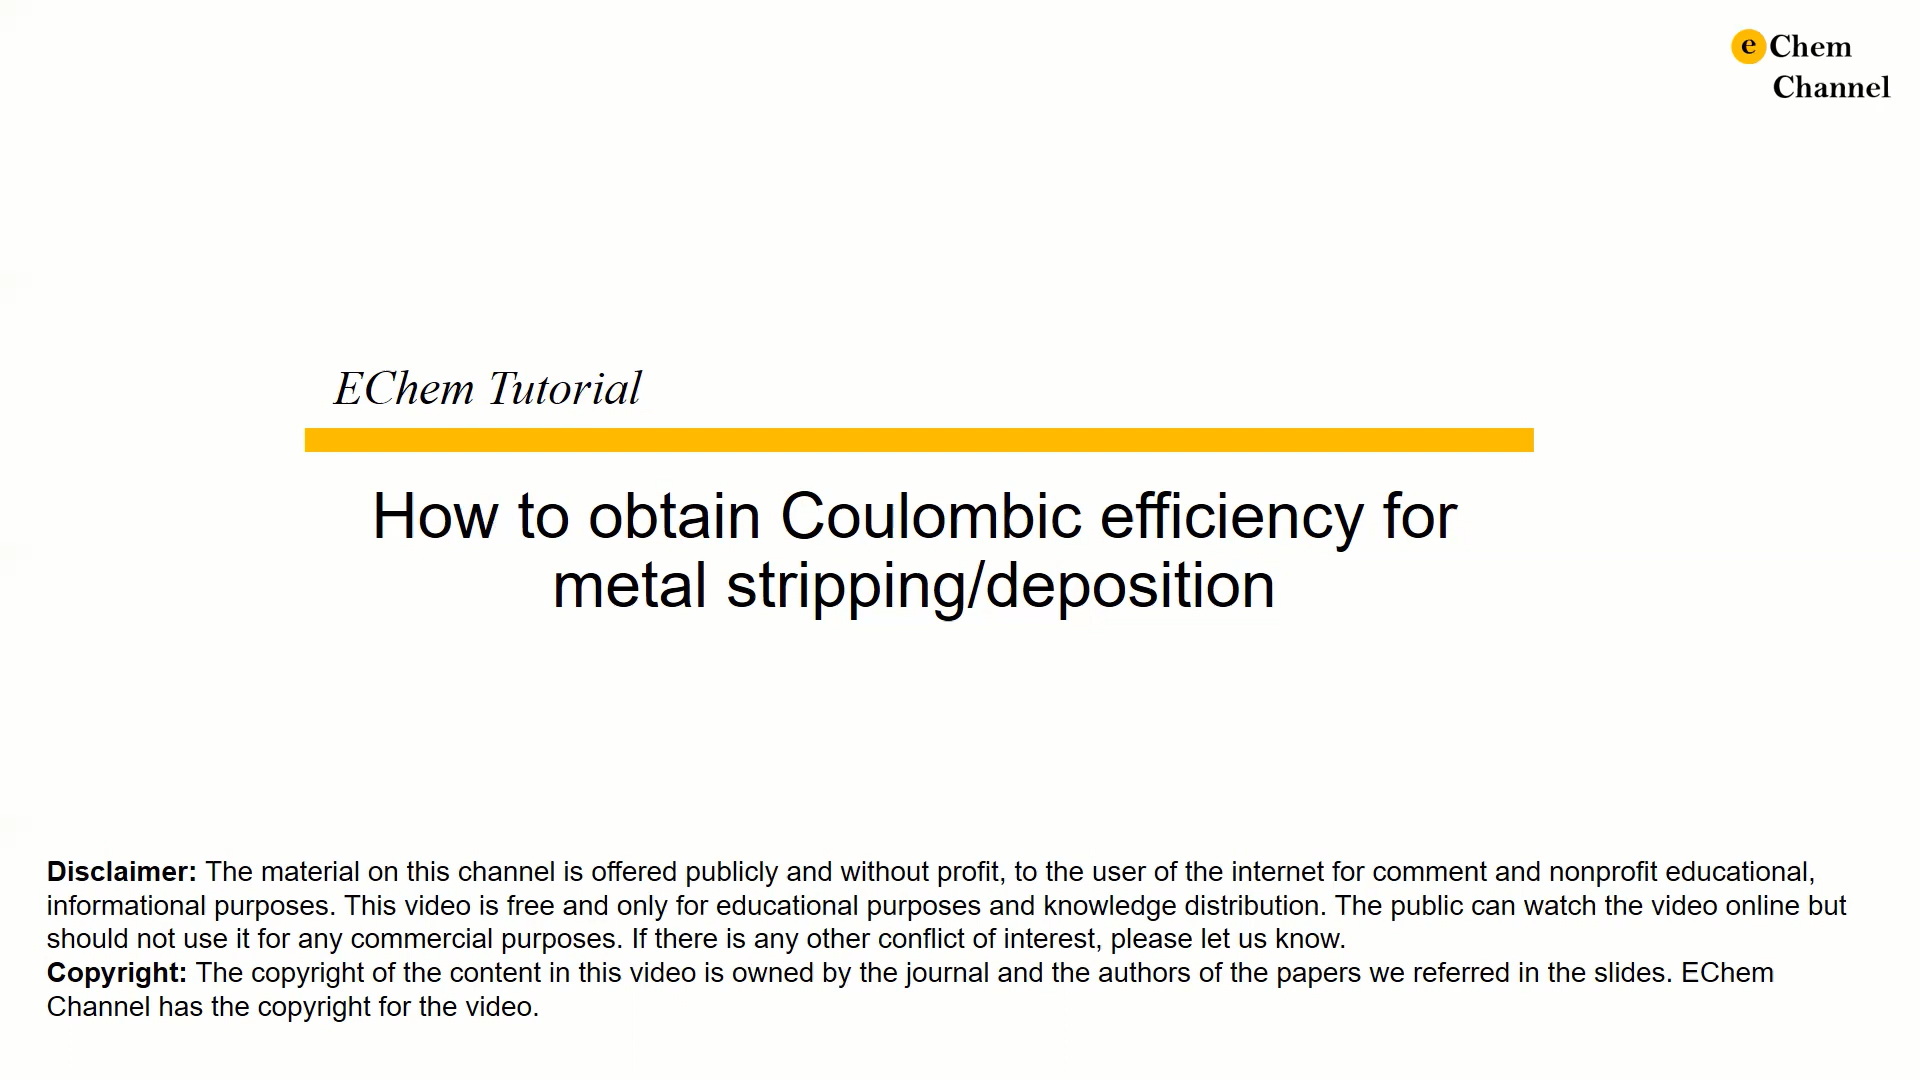 e Chem
Channel
EChem Tutorial
How to obtain Coulombic efficiency for
metal stripping/deposition
Disclaimer: The material on this channel is offered publicly and without profit, to the user of the internet for comment and nonprofit educational,
informational purposes. This video is free and only for educational purposes and knowledge distribution. The public can watch the video online but
should not use it for any commercial purposes. If there is any other conflict of interest, please let us know.
Copyright: The copyright of the content in this video is owned by the journal and the authors of the papers we referred in the slides. EChem
Channel has the copyright for the video.